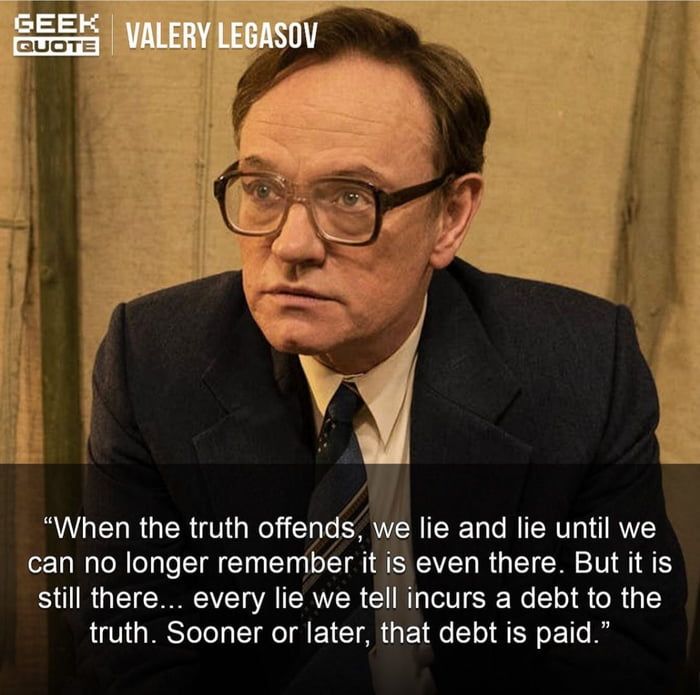 GEEK
QUOTE
VALERY LEGASOV
“When the truth offends, we lie and lie until we
can no longer remember it is even there. But it is
still there... every lie we tell incurs a debt to the
truth. Sooner or later, that debt is paid.”